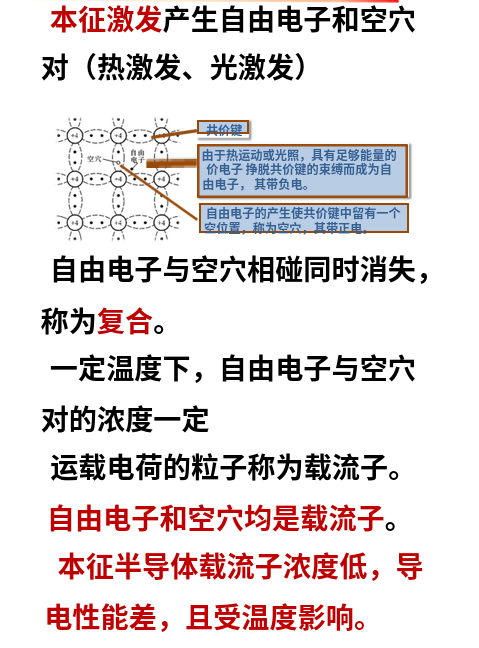 本征激发产生自由电子和空穴
对（热激发、光激发）
+4 +4 +4
共价键
空穴
自由
电子
由于热运动或光照，具有足够能量的
价电子 挣脱共价键的束缚而成为自
由电子， 其带负电。
+4 +4 +4
自由电子的产生使共价键中留有一个
空位置，称为空穴，其带正电。
+4 +4 +4
自由电子与空穴相碰同时消失，
称为复合。
一定温度下，自由电子与空穴
对的浓度一定
运载电荷的粒子称为载流子。
自由电子和空穴均是载流子。
本征半导体载流子浓度低，导
电性能差，且受温度影响。